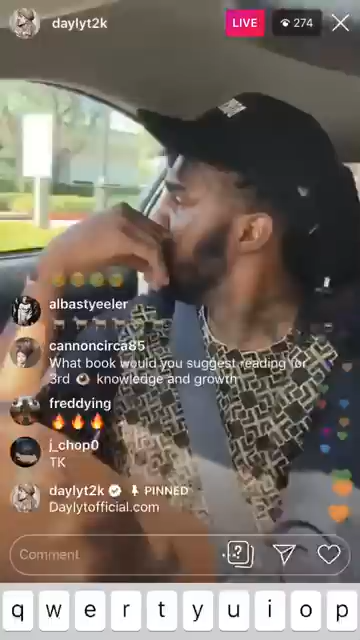 daylyt2k
LIVE
274
albastyeeler
cannoncirca85
What book would you suggest reading for
3rd 👁 knowledge and growth
freddying
🔥🔥🔥
j_chop0
TK
daylyt2k PINNED
Daylytofficial.com
Comment
q w e r t y u i o p